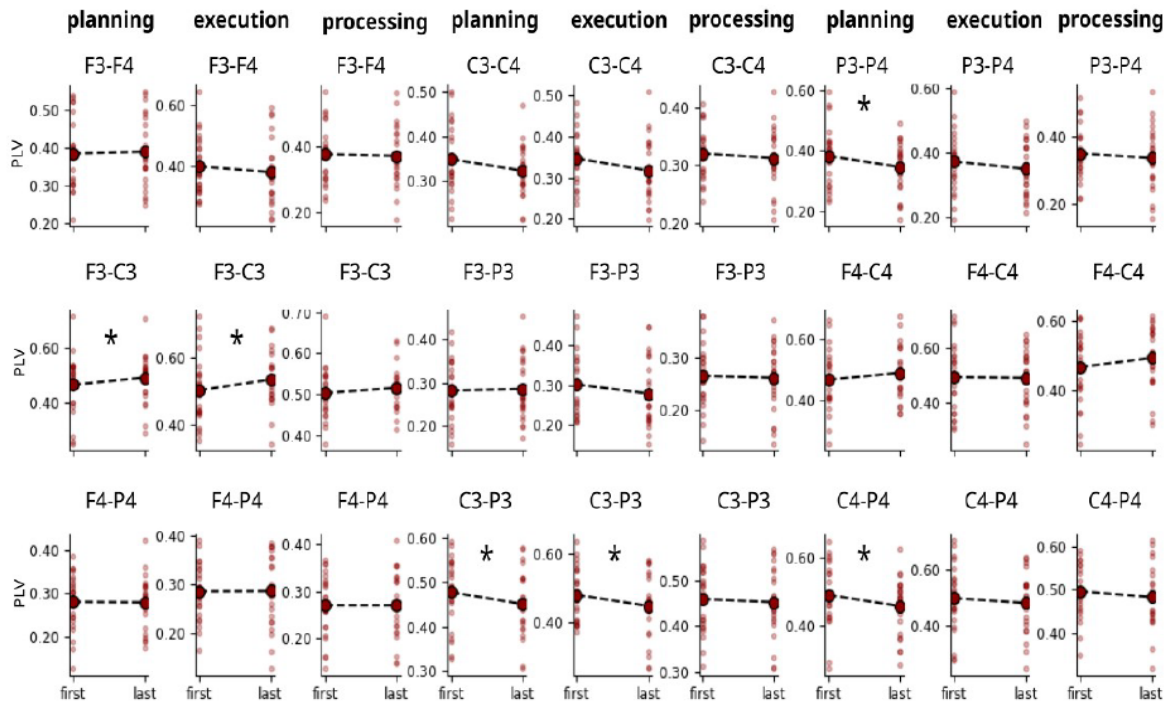 planning execution processing planning execution processing planning execution processing
F3-F4 F3-F4 F3-F4 C3-C4 C3-C4 C3-C4 P3-P4 P3-P4 P3-P4
PLV
0.50 0.40 0.30 0.20
0.60 0.40
0.40 0.20
0.50 0.40 0.30
0.50 0.40 0.30 0.20
0.40 0.30 0.20
0.60 0.40 0.20
*
0.60 0.50 0.40 0.30 0.20
0.40 0.20
F3-C3 F3-C3 F3-C3 F3-P3 F3-P3 F3-P3 F4-C4 F4-C4 F4-C4
PLV
0.60 0.40
*
0.60 0.40
*
0.70 0.60 0.50 0.40
0.50 0.40 0.30 0.20
0.40 0.30 0.20
0.30 0.20
0.60 0.40
0.60 0.40
0.60 0.40
F4-P4 F4-P4 F4-P4 C3-P3 C3-P3 C3-P3 C4-P4 C4-P4 C4-P4
PLV
0.40 0.30 0.20
0.40 0.30 0.20
0.40 0.30 0.20
0.60 0.50 0.40 0.30
*
0.60 0.40
*
0.50 0.40 0.30
0.60 0.40
*
0.60 0.40
0.60 0.50 0.40
first last first last first last first last first last first last first last first last first last